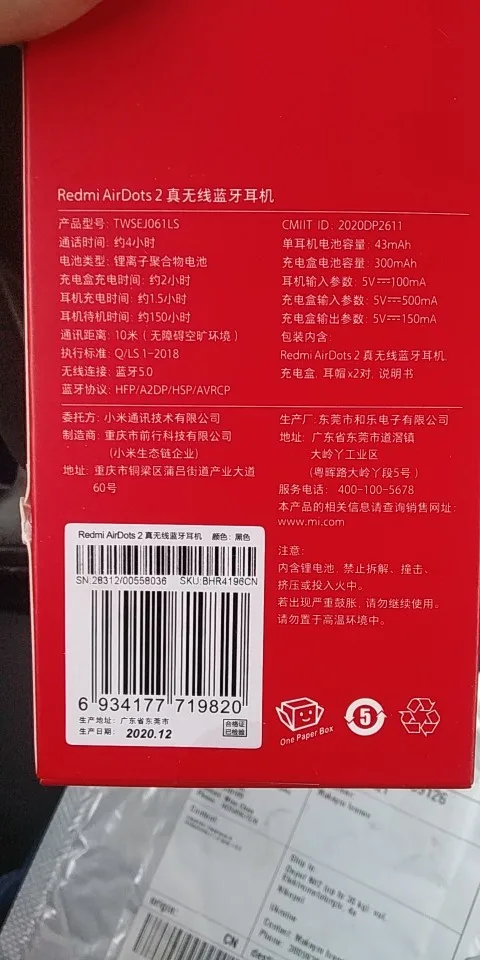 Redmi AirDots 2 真无线蓝牙耳机
产品型号: TWSEJ061LS
通话时间: 约4小时
电池类型: 锂离子聚合物电池
充电盒充电时间: 约2小时
耳机充电时间: 约1.5小时
耳机待机时间: 约150小时
通讯距离: 10米（无障碍空旷环境）
执行标准: Q/LS 1-2018
无线连接: 蓝牙5.0
蓝牙协议: HFP/A2DP/HSP/AVRCP
CMIIT ID: 2020DP2611
单耳机电池容量: 43mAh
充电盒电池容量: 300mAh
耳机输入参数: 5V⎓100mA
充电盒输入参数: 5V⎓500mA
充电盒输出参数: 5V⎓150mA
包装内含:
Redmi AirDots 2 真无线蓝牙耳机,
充电盒, 耳帽x2对, 说明书
委托方: 小米通讯技术有限公司
制造商: 重庆市前行科技有限公司
(小米生态链企业)
地址: 重庆市铜梁区蒲吕街道产业大道
60号
生产厂: 东莞市和乐电子有限公司
地址: 广东省东莞市道滘镇
大岭丫工业区
(粤晖路大岭丫段5号)
服务电话: 400-100-5678
本产品的相关信息请查询销售网址:
www.mi.com
注意:
内含锂电池, 禁止拆解、撞击、
挤压或投入火中。
若出现严重鼓胀, 请勿继续使用。
请勿置于高温环境中。
Redmi AirDots 2 真无线蓝牙耳机 颜色: 黑色
SN:28312/00558036 SKU:BHR4196CN
6 934177 719820
生产地址: 广东省东莞市
生产日期: 2020.12
合格证
已检验
One Paper Box
5
Content
Ship to:
Ukraine
origin:
CN